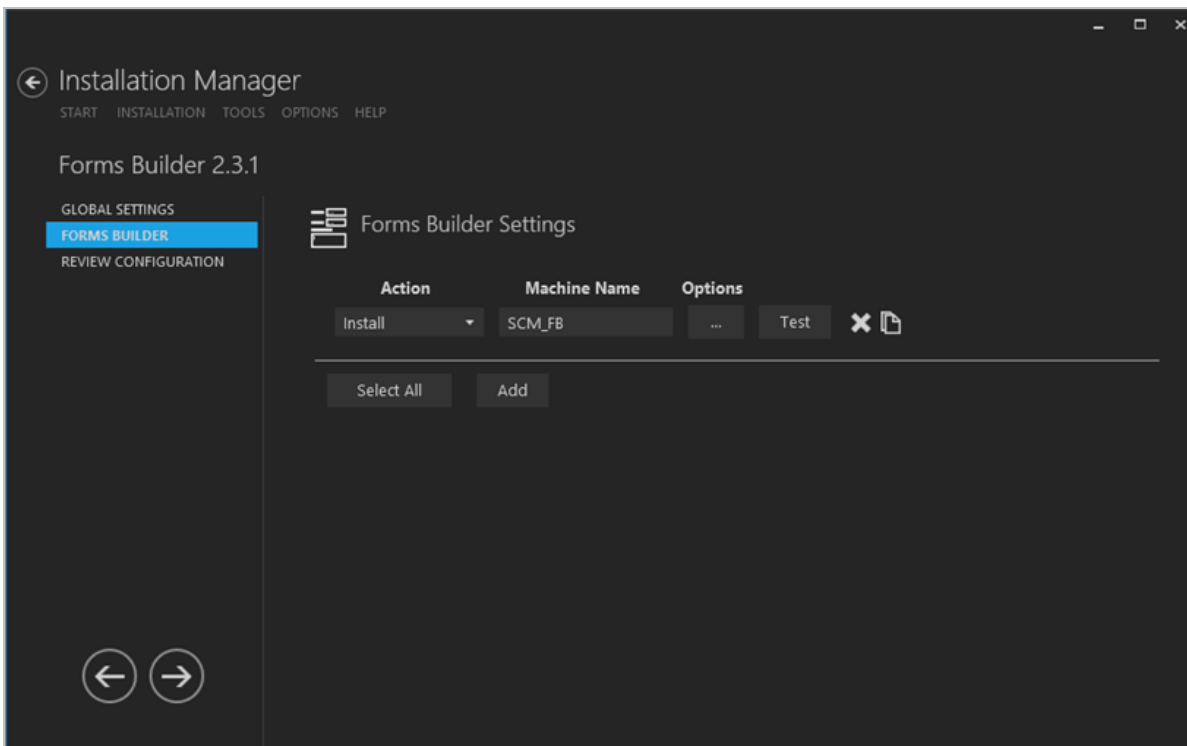 Installation Manager
START INSTALLATION TOOLS OPTIONS HELP
Forms Builder 2.3.1
GLOBAL SETTINGS
FORMS BUILDER
REVIEW CONFIGURATION
Forms Builder Settings
Action Machine Name Options
Install SCM_FB ... Test
Select All Add